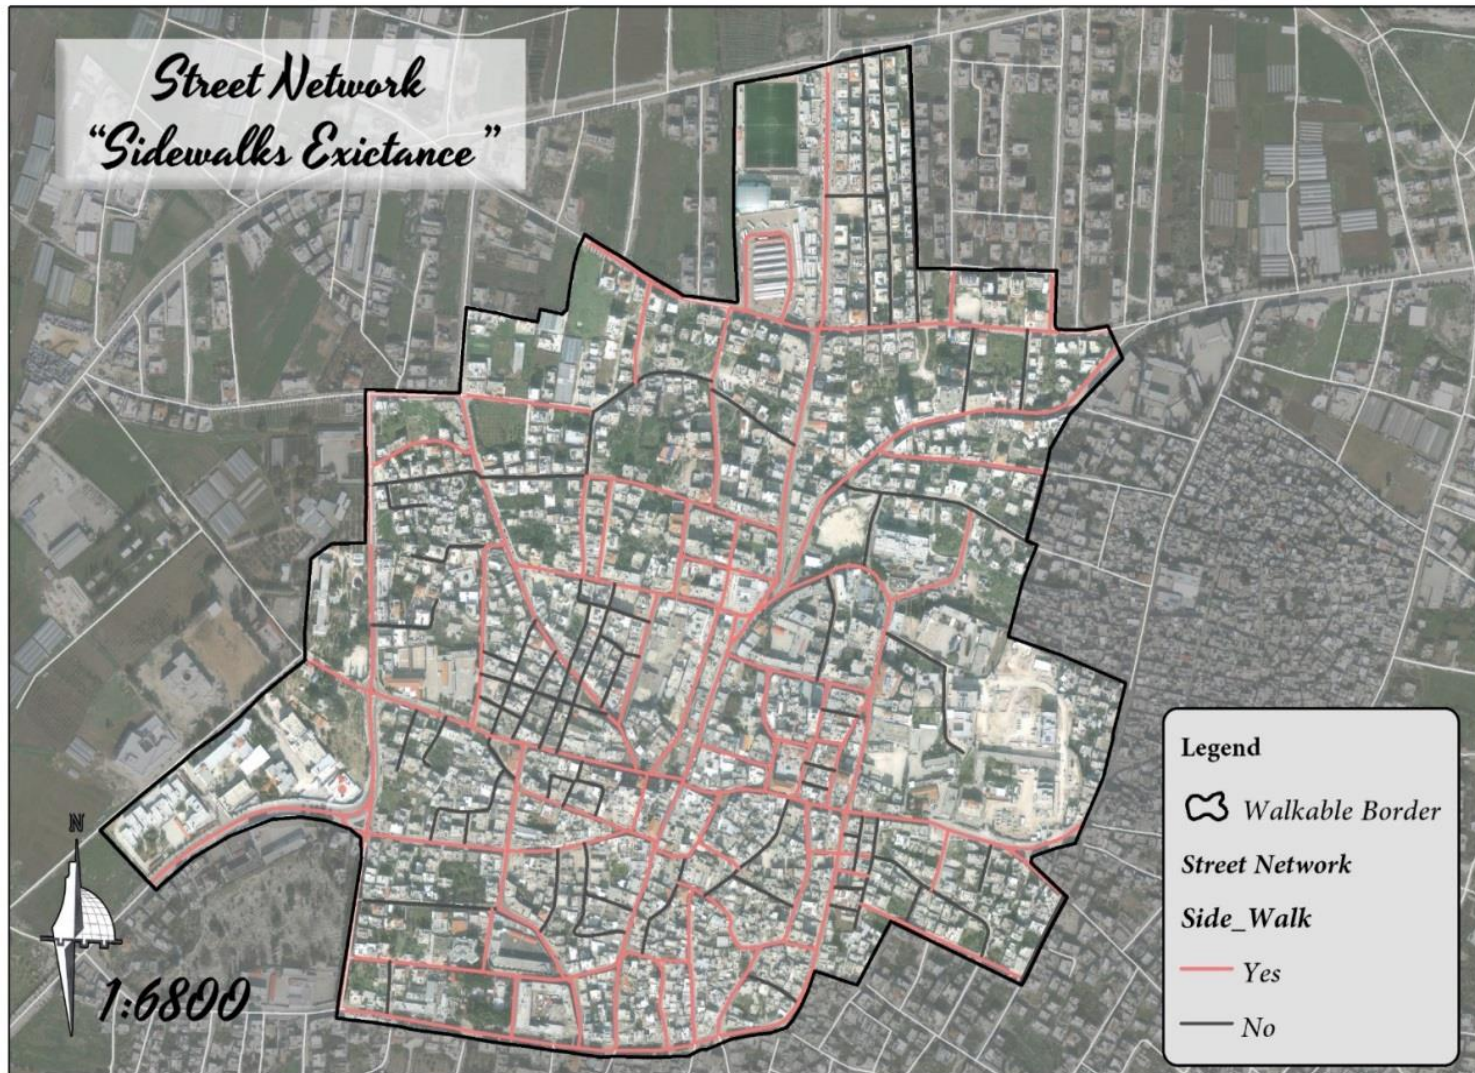 Street Network
“Sidewalks Exictance”
Legend
Walkable Border
Street Network
Side_Walk
Yes
No
N
1:6800